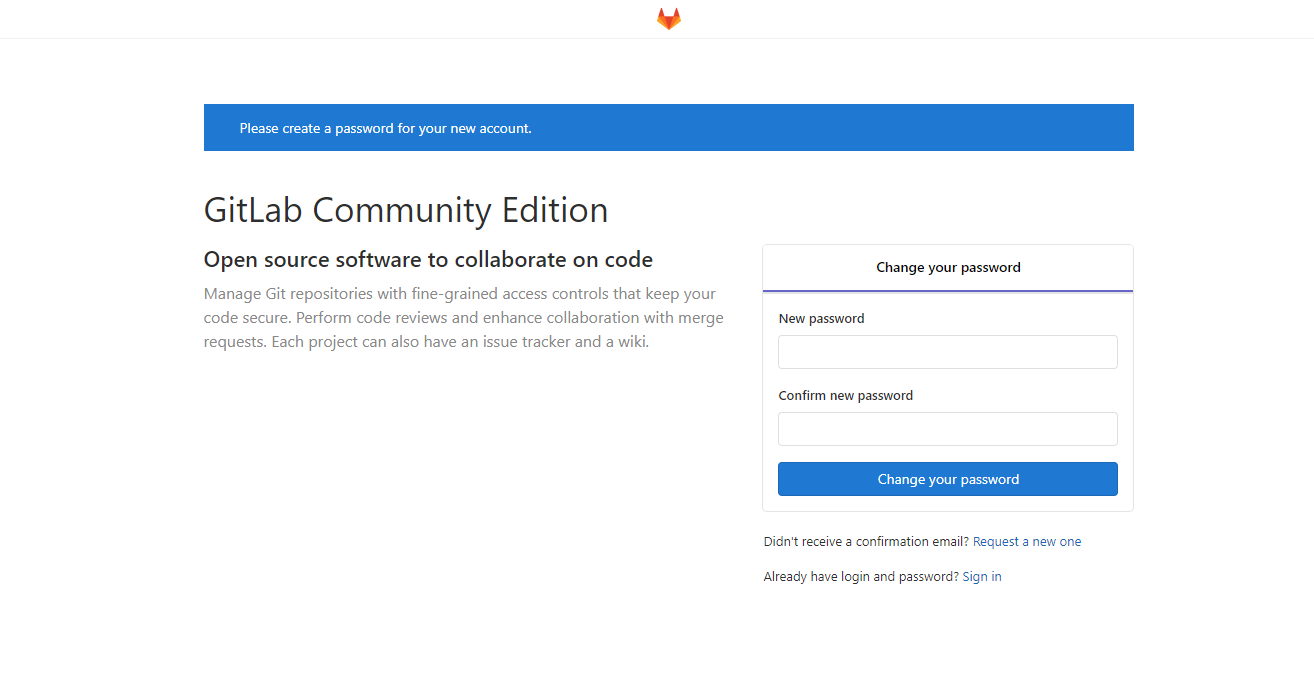 Please create a password for your new account.
GitLab Community Edition
Open source software to collaborate on code
Manage Git repositories with fine-grained access controls that keep your
code secure. Perform code reviews and enhance collaboration with merge
requests. Each project can also have an issue tracker and a wiki.
Change your password
New password
Confirm new password
Change your password
Didn't receive a confirmation email? Request a new one
Already have login and password? Sign in